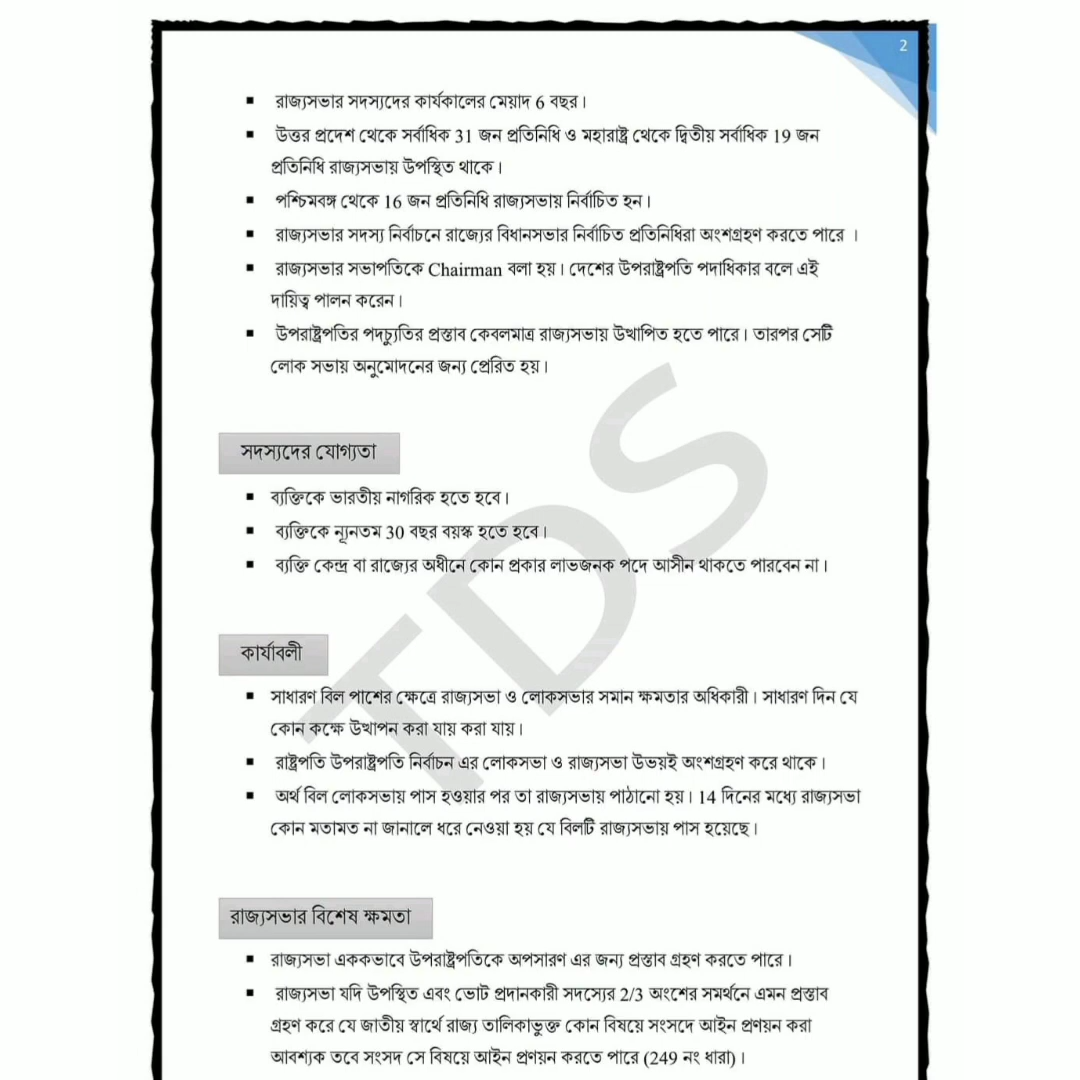 2
▪ রাজ্যসভার সদস্যদের কার্যকালের মেয়াদ 6 বছর।
▪ উত্তর প্রদেশ থেকে সর্বাধিক 31 জন প্রতিনিধি ও মহারাষ্ট্র থেকে দ্বিতীয় সর্বাধিক 19 জন
প্রতিনিধি রাজ্যসভায় উপস্থিত থাকে।
▪ পশ্চিমবঙ্গ থেকে 16 জন প্রতিনিধি রাজ্যসভায় নির্বাচিত হন।
▪ রাজ্যসভার সদস্য নির্বাচনে রাজ্যের বিধানসভার নির্বাচিত প্রতিনিধিরা অংশগ্রহণ করতে পারে ।
▪ রাজ্যসভার সভাপতিকে Chairman বলা হয়। দেশের উপরাষ্ট্রপতি পদাধিকার বলে এই
দায়িত্ব পালন করেন।
▪ উপরাষ্ট্রপতির পদচ্যুতির প্রস্তাব কেবলমাত্র রাজ্যসভায় উত্থাপিত হতে পারে। তারপর সেটি
লোক সভায় অনুমোদনের জন্য প্রেরিত হয়।
সদস্যদের যোগ্যতা
▪ ব্যক্তিকে ভারতীয় নাগরিক হতে হবে।
▪ ব্যক্তিকে ন্যূনতম 30 বছর বয়স্ক হতে হবে।
▪ ব্যক্তি কেন্দ্র বা রাজ্যের অধীনে কোন প্রকার লাভজনক পদে আসীন থাকতে পারবেন না।
কার্যাবলী
▪ সাধারণ বিল পাশের ক্ষেত্রে রাজ্যসভা ও লোকসভার সমান ক্ষমতার অধিকারী। সাধারণ দিন যে
কোন কক্ষে উত্থাপন করা যায় করা যায়।
▪ রাষ্ট্রপতি উপরাষ্ট্রপতি নির্বাচন এর লোকসভা ও রাজ্যসভা উভয়ই অংশগ্রহণ করে থাকে।
▪ অর্থ বিল লোকসভায় পাস হওয়ার পর তা রাজ্যসভায় পাঠানো হয়। 14 দিনের মধ্যে রাজ্যসভা
কোন মতামত না জানালে ধরে নেওয়া হয় যে বিলটি রাজ্যসভায় পাস হয়েছে।
রাজ্যসভার বিশেষ ক্ষমতা
▪ রাজ্যসভা এককভাবে উপরাষ্ট্রপতিকে অপসারণ এর জন্য প্রস্তাব গ্রহণ করতে পারে।
▪ রাজ্যসভা যদি উপস্থিত এবং ভোট প্রদানকারী সদস্যের 2/3 অংশের সমর্থনে এমন প্রস্তাব
গ্রহণ করে যে জাতীয় স্বার্থে রাজ্য তালিকাভুক্ত কোন বিষয়ে সংসদে আইন প্রণয়ন করা
আবশ্যক তবে সংসদ সে বিষয়ে আইন প্রণয়ন করতে পারে (249 নং ধারা)।
TDS